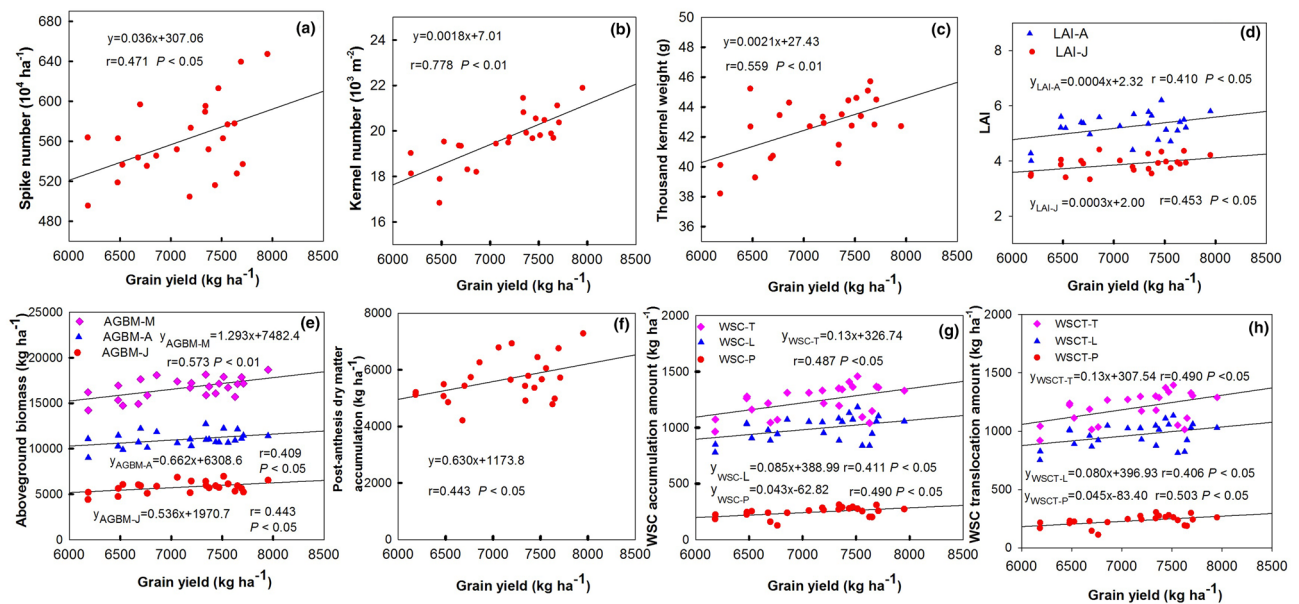 (a)
y=0.036x+307.06
r=0.471 P < 0.05
Spike number (10⁴ ha⁻¹)
680
640
600
560
520
480
6000 6500 7000 7500 8000 8500
Grain yield (kg ha⁻¹)
(b)
y=0.0018x+7.01
r=0.778 P < 0.01
Kernel number (10³ m⁻²)
24
22
20
18
16
6000 6500 7000 7500 8000 8500
Grain yield (kg ha⁻¹)
(c)
y=0.0021x+27.43
r=0.559 P < 0.01
Thousand kernel weight (g)
50
48
46
44
42
40
38
36
6000 6500 7000 7500 8000 8500
Grain yield (kg ha⁻¹)
(d)
LAI-A
LAI-J
y_LAI-A=0.0004x+2.32 r=0.410 P < 0.05
y_LAI-J=0.0003x+2.00 r=0.453 P < 0.05
LAI
8
6
4
2
6000 6500 7000 7500 8000 8500
Grain yield (kg ha⁻¹)
(e)
AGBM-M
AGBM-A
AGBM-J
y_AGBM-M=1.293x+7482.4
r=0.573 P < 0.01
y_AGBM-A=0.662x+6308.6
r=0.409
P < 0.05
y_AGBM-J=0.536x+1970.7
r= 0.443
P < 0.05
Aboveground biomass (kg ha⁻¹)
25000
20000
15000
10000
5000
0
6000 6500 7000 7500 8000 8500
Grain yield (kg ha⁻¹)
(f)
y=0.630x+1173.8
r=0.443 P < 0.05
Post-anthesis dry matter
accumulation (kg ha⁻¹)
8000
6000
4000
2000
0
6000 6500 7000 7500 8000 8500
Grain yield (kg ha⁻¹)
(g)
WSC-T
WSC-L
WSC-P
y_WSC-T=0.13x+326.74
r=0.487 P <0.05
y_WSC-L=0.085x+388.99 r=0.411 P < 0.05
y_WSC-P=0.043x-62.82
r=0.490 P < 0.05
WSC accumulation amount (kg ha⁻¹)
2000
1500
1000
500
0
6000 6500 7000 7500 8000 8500
Grain yield (kg ha⁻¹)
(h)
WSCT-T
WSCT-L
WSCT-P
y_WSCT-T=0.13x+307.54 r=0.490 P < 0.05
y_WSCT-L=0.080x+396.93 r=0.406 P < 0.05
y_WSCT-P=0.045x-83.40 r=0.503 P < 0.05
WSC translocation amount (kg ha⁻¹)
2000
1500
1000
500
0
6000 6500 7000 7500 8000 8500
Grain yield (kg ha⁻¹)